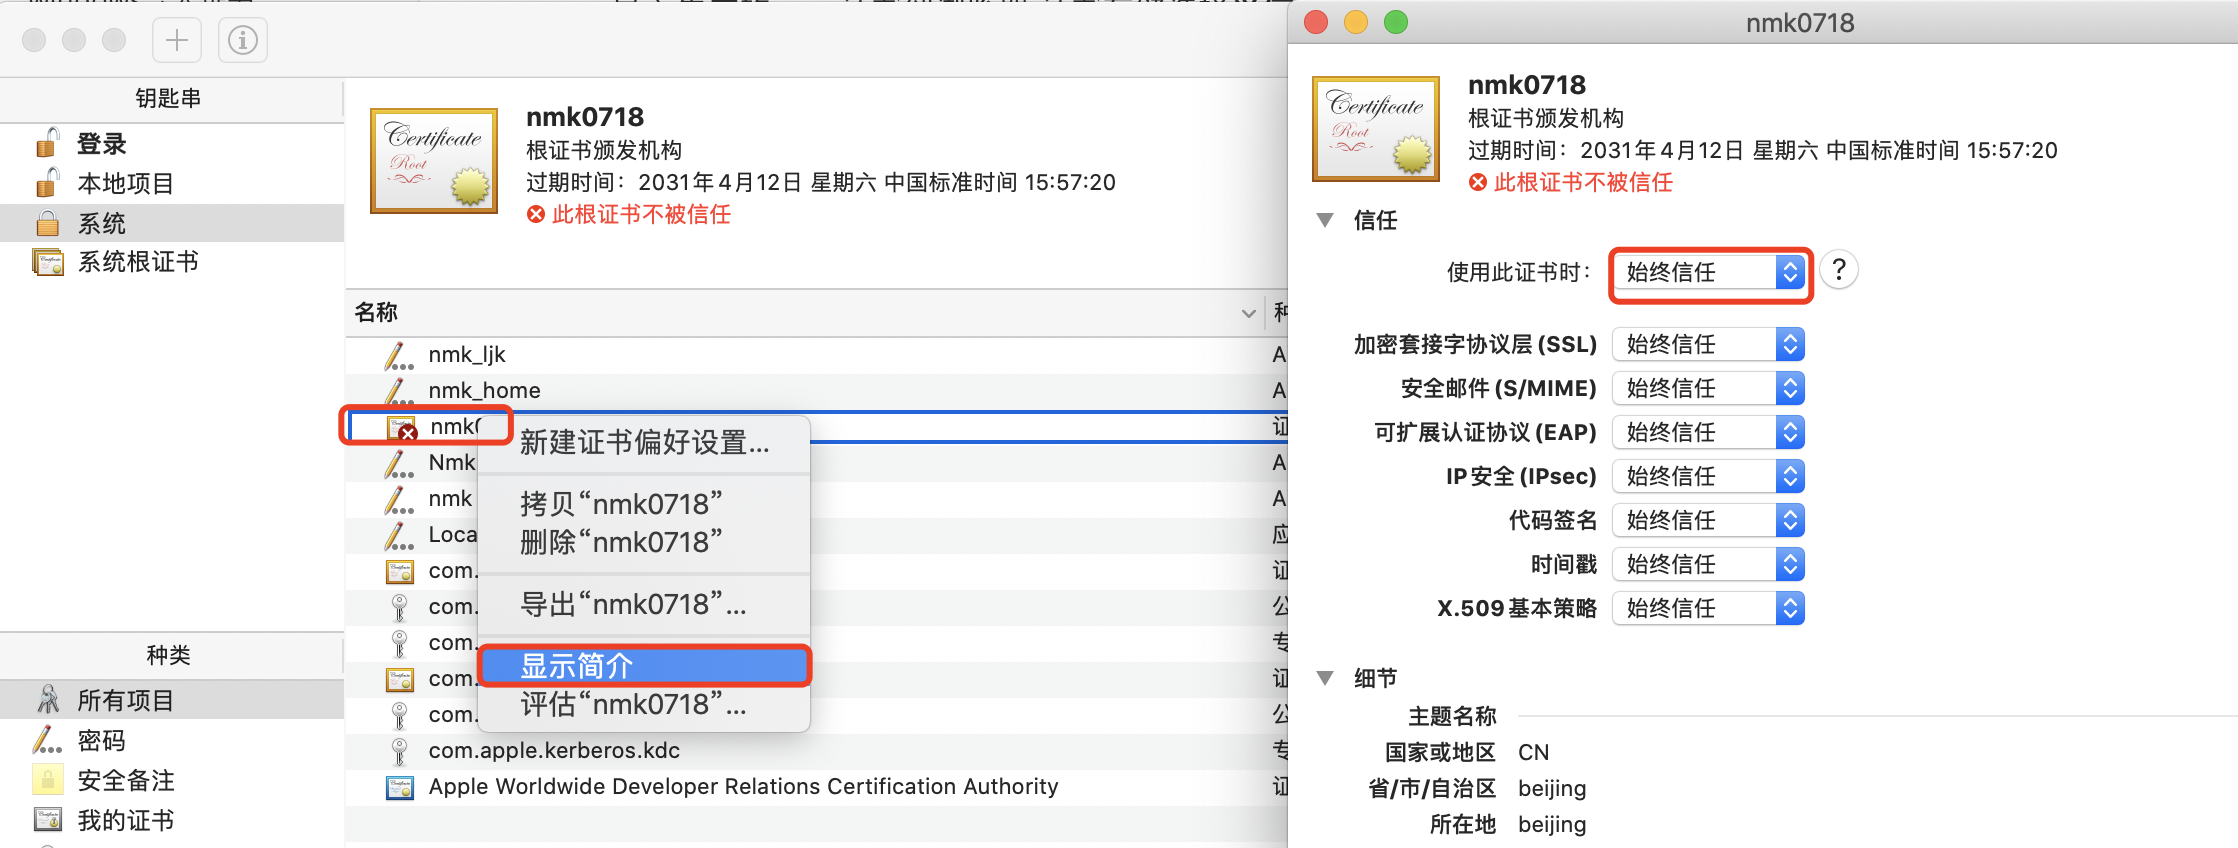 nmk0718
钥匙串
登录
本地项目
系统
系统根证书
Certificate
Root
nmk0718
根证书颁发机构
过期时间：2031年4月12日 星期六 中国标准时间 15:57:20
此根证书不被信任
名称
nmk_ljk
nmk_home
nmk
Nmk
nmk
Loca
com.
com.
com.
com.
com.
com.apple.kerberos.kdc
Apple Worldwide Developer Relations Certification Authority
新建证书偏好设置...
拷贝“nmk0718”
删除“nmk0718”
导出“nmk0718”...
显示简介
评估“nmk0718”...
种类
所有项目
密码
安全备注
我的证书
Certificate
Root
nmk0718
根证书颁发机构
过期时间：2031年4月12日 星期六 中国标准时间 15:57:20
此根证书不被信任
信任
使用此证书时： 始终信任 ?
加密套接字协议层 (SSL) 始终信任
安全邮件 (S/MIME) 始终信任
可扩展认证协议 (EAP) 始终信任
IP 安全 (IPsec) 始终信任
代码签名 始终信任
时间戳 始终信任
X.509 基本策略 始终信任
细节
主题名称
国家或地区 CN
省/市/自治区 beijing
所在地 beijing